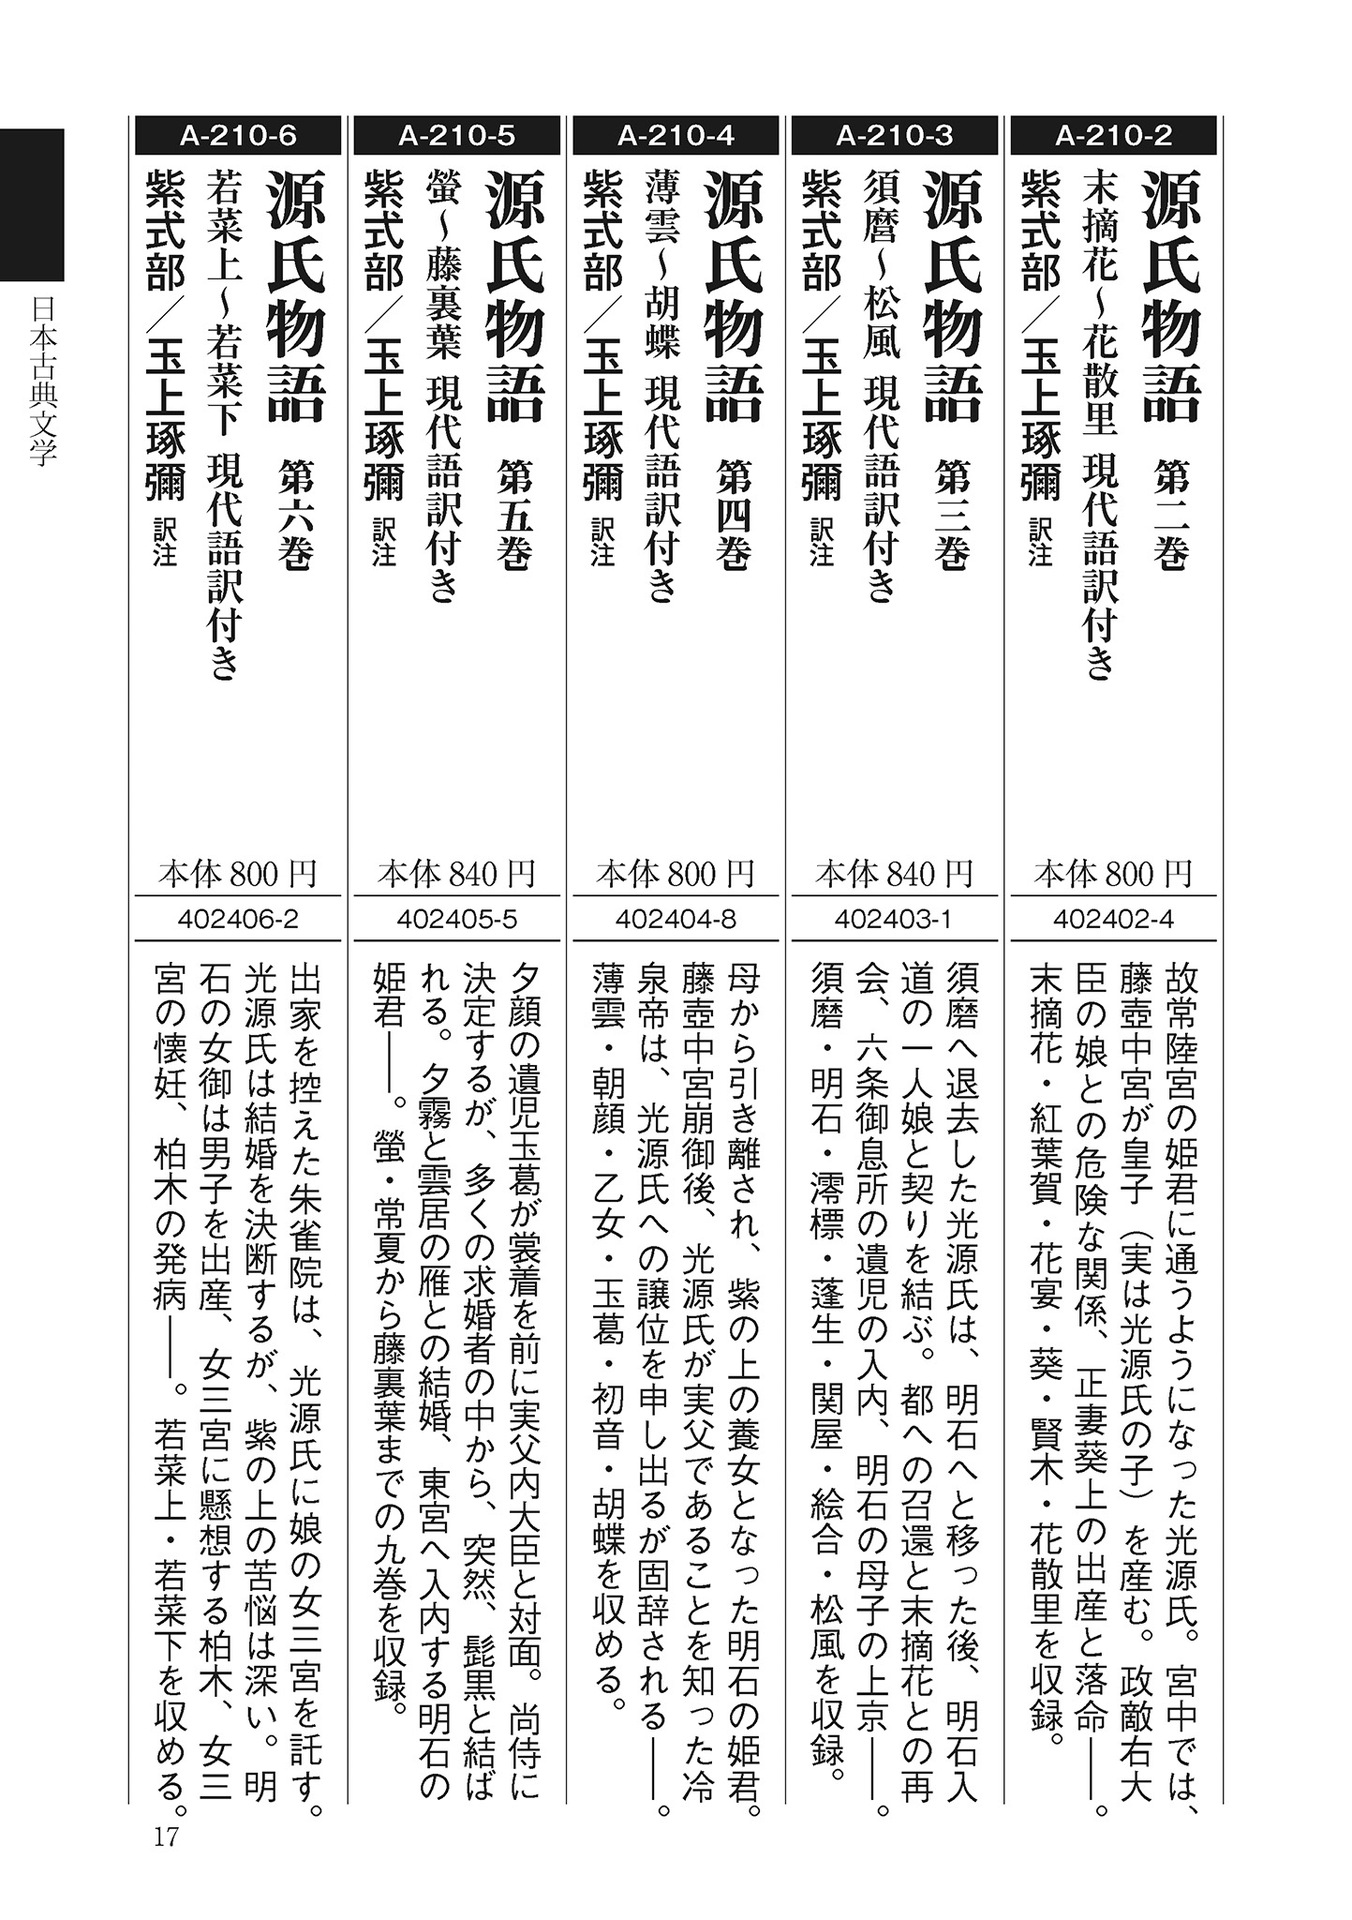 A-210-2
源氏物語 第二巻
末摘花～花散里 現代語訳付き
紫式部／玉上琢彌 訳注
本体800円
402402-4
故常陸宮の姫君に通うようになった光源氏。宮中では、
藤壺中宮が皇子（実は光源氏の子）を産む。政敵右大
臣の娘との危険な関係、正妻葵上の出産と落命――。
末摘花・紅葉賀・花宴・葵・賢木・花散里を収録。
A-210-3
源氏物語 第三巻
須磨～松風 現代語訳付き
紫式部／玉上琢彌 訳注
本体840円
402403-1
須磨へ退去した光源氏は、明石へと移った後、明石入
道の一人娘と契りを結ぶ。都への召還と末摘花との再
会、六条御息所の遺児の入内、明石の母子の上京――。
須磨・明石・澪標・蓬生・関屋・絵合・松風を収録。
A-210-4
源氏物語 第四巻
薄雲～胡蝶 現代語訳付き
紫式部／玉上琢彌 訳注
本体800円
402404-8
母から引き離され、紫の上の養女となった明石の姫君。
藤壺中宮崩御後、光源氏が実父であることを知った冷
泉帝は、光源氏への譲位を申し出るが固辞される――。
薄雲・朝顔・乙女・玉葛・初音・胡蝶を収める。
A-210-5
源氏物語 第五巻
螢～藤裏葉 現代語訳付き
紫式部／玉上琢彌 訳注
本体840円
402405-5
夕顔の遺児玉葛が裳着を前に実父内大臣と対面。尚侍に
決定するが、多くの求婚者の中から、突然、髭黒と結ば
れる。夕霧と雲居の雁との結婚、東宮へ入内する明石の
姫君――。螢・常夏から藤裏葉までの九巻を収録。
A-210-6
源氏物語 第六巻
若菜上～若菜下 現代語訳付き
紫式部／玉上琢彌 訳注
本体800円
402406-2
出家を控えた朱雀院は、光源氏に娘の女三宮を託す。
光源氏は結婚を決断するが、紫の上の苦悩は深い。明
石の女御は男子を出産、女三宮に懸想する柏木、女三
宮の懐妊、柏木の発病――。若菜上・若菜下を収める。
日本古典文学
17